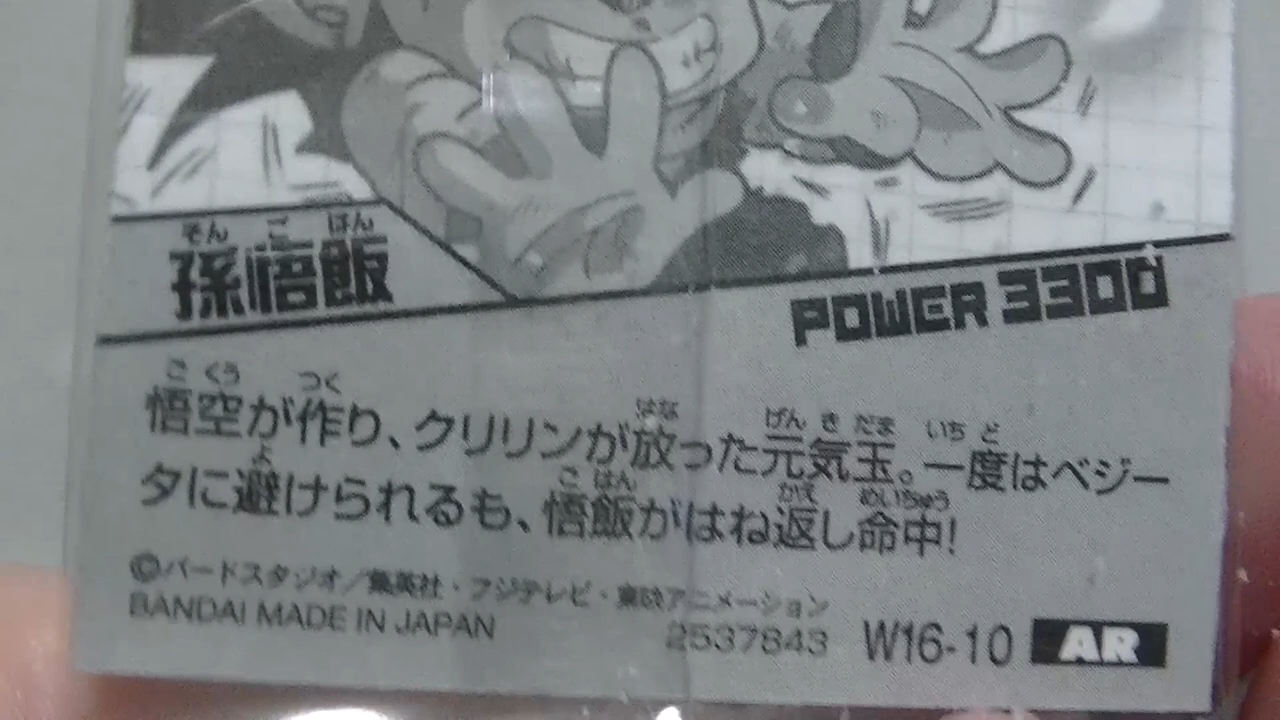 そん ご はん
孫悟飯
POWER 3300
ご くう つく はな げん き だま いち ど
悟空が作り、クリリンが放った元気玉。一度はベジー
よ ご はん かえ めいちゅう
タに避けられるも、悟飯がはね返し命中!
©バードスタジオ/集英社・フジテレビ・東映アニメーション
BANDAI MADE IN JAPAN
2537843 W16-10 AR